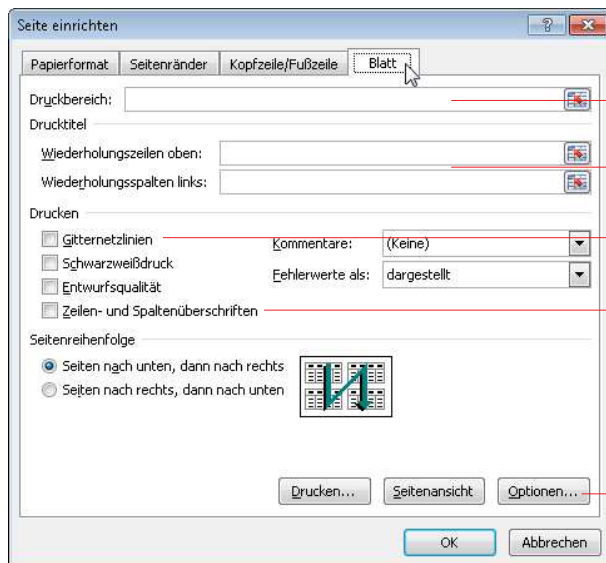 Seite einrichten
Papierformat Seitenränder Kopfzeile/Fußzeile Blatt
Druckbereich:
Drucktitel
Wiederholungszeilen oben:
Wiederholungsspalten links:
Drucken
Gitternetzlinien Kommentare: (Keine)
Schwarzweißdruck Fehlerwerte als: dargestellt
Entwurfsqualität
Zeilen- und Spaltenüberschriften
Seitenreihenfolge
Seiten nach unten, dann nach rechts
Seiten nach rechts, dann nach unten
Drucken... Seitenansicht Optionen...
OK Abbrechen